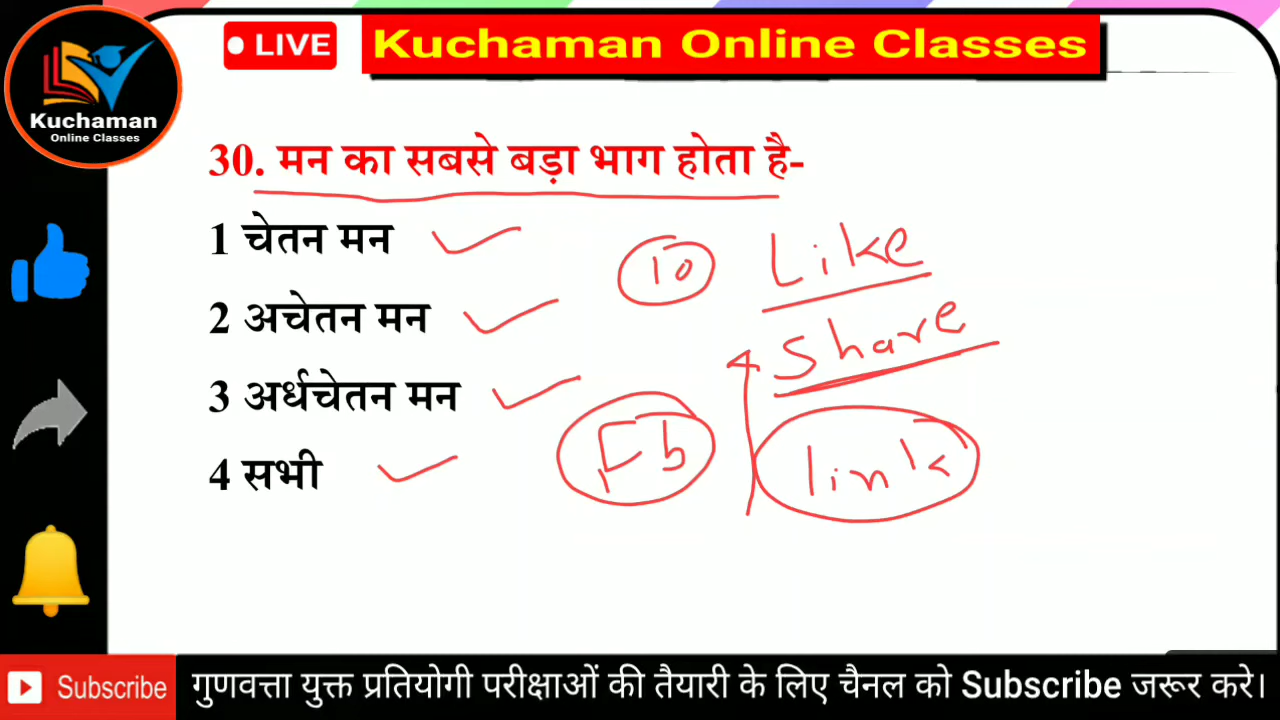 LIVE
Kuchaman Online Classes
Kuchaman
Online Classes
30. मन का सबसे बड़ा भाग होता है-
1 चेतन मन
2 अचेतन मन
3 अर्धचेतन मन
4 सभी
10
Like
Share
Fb
link
Subscribe
गुणवत्ता युक्त प्रतियोगी परीक्षाओं की तैयारी के लिए चैनल को Subscribe जरूर करे।